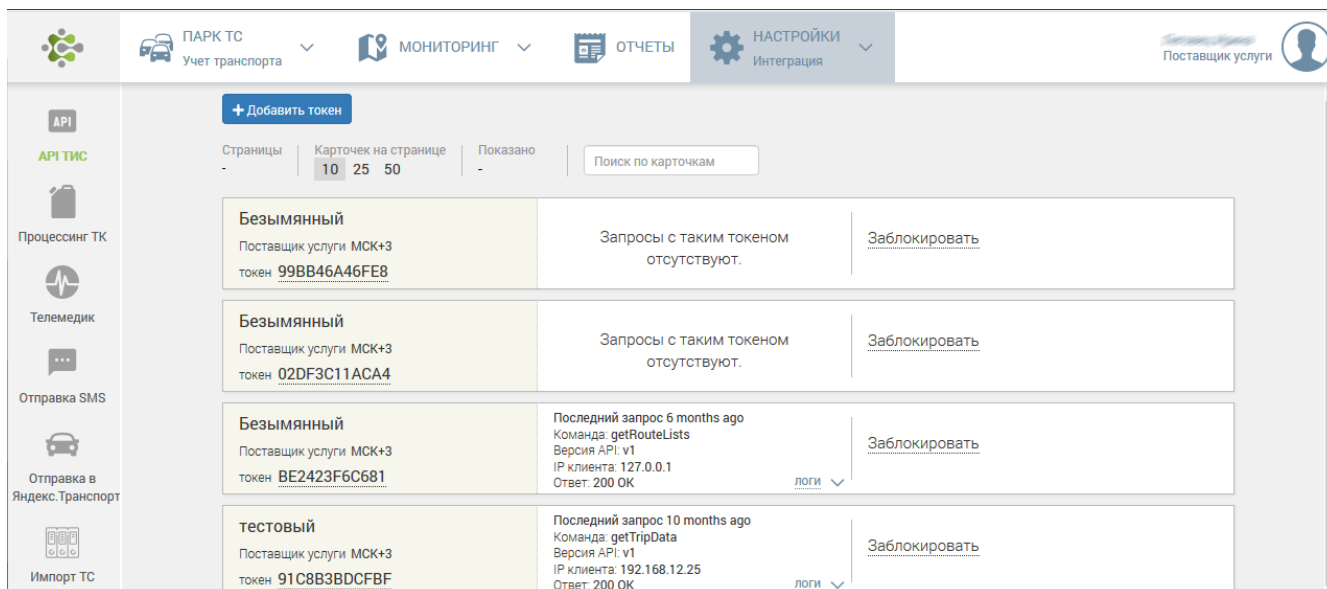 ПАРК ТС
Учет транспорта
МОНИТОРИНГ
ОТЧЕТЫ
НАСТРОЙКИ
Интеграция
Поставщик услуги
API
API ТИС
Процессинг ТК
Телемедик
Отправка SMS
Отправка в
Яндекс.Транспорт
Импорт ТС
+ Добавить токен
Страницы
-
Карточек на странице
10 25 50
Показано
-
Поиск по карточкам
Безымянный
Поставщик услуги МСК+3
токен 99BB46A46FE8
Запросы с таким токеном
отсутствуют.
Заблокировать
Безымянный
Поставщик услуги МСК+3
токен 02DF3C11ACA4
Запросы с таким токеном
отсутствуют.
Заблокировать
Безымянный
Поставщик услуги МСК+3
токен BE2423F6C681
Последний запрос 6 months ago
Команда: getRouteLists
Версия API: v1
IP клиента: 127.0.0.1
Ответ: 200 OK
логи
Заблокировать
тестовый
Поставщик услуги МСК+3
токен 91C8B3BDCFBF
Последний запрос 10 months ago
Команда: getTripData
Версия API: v1
IP клиента: 192.168.12.25
Ответ: 200 OK
логи
Заблокировать